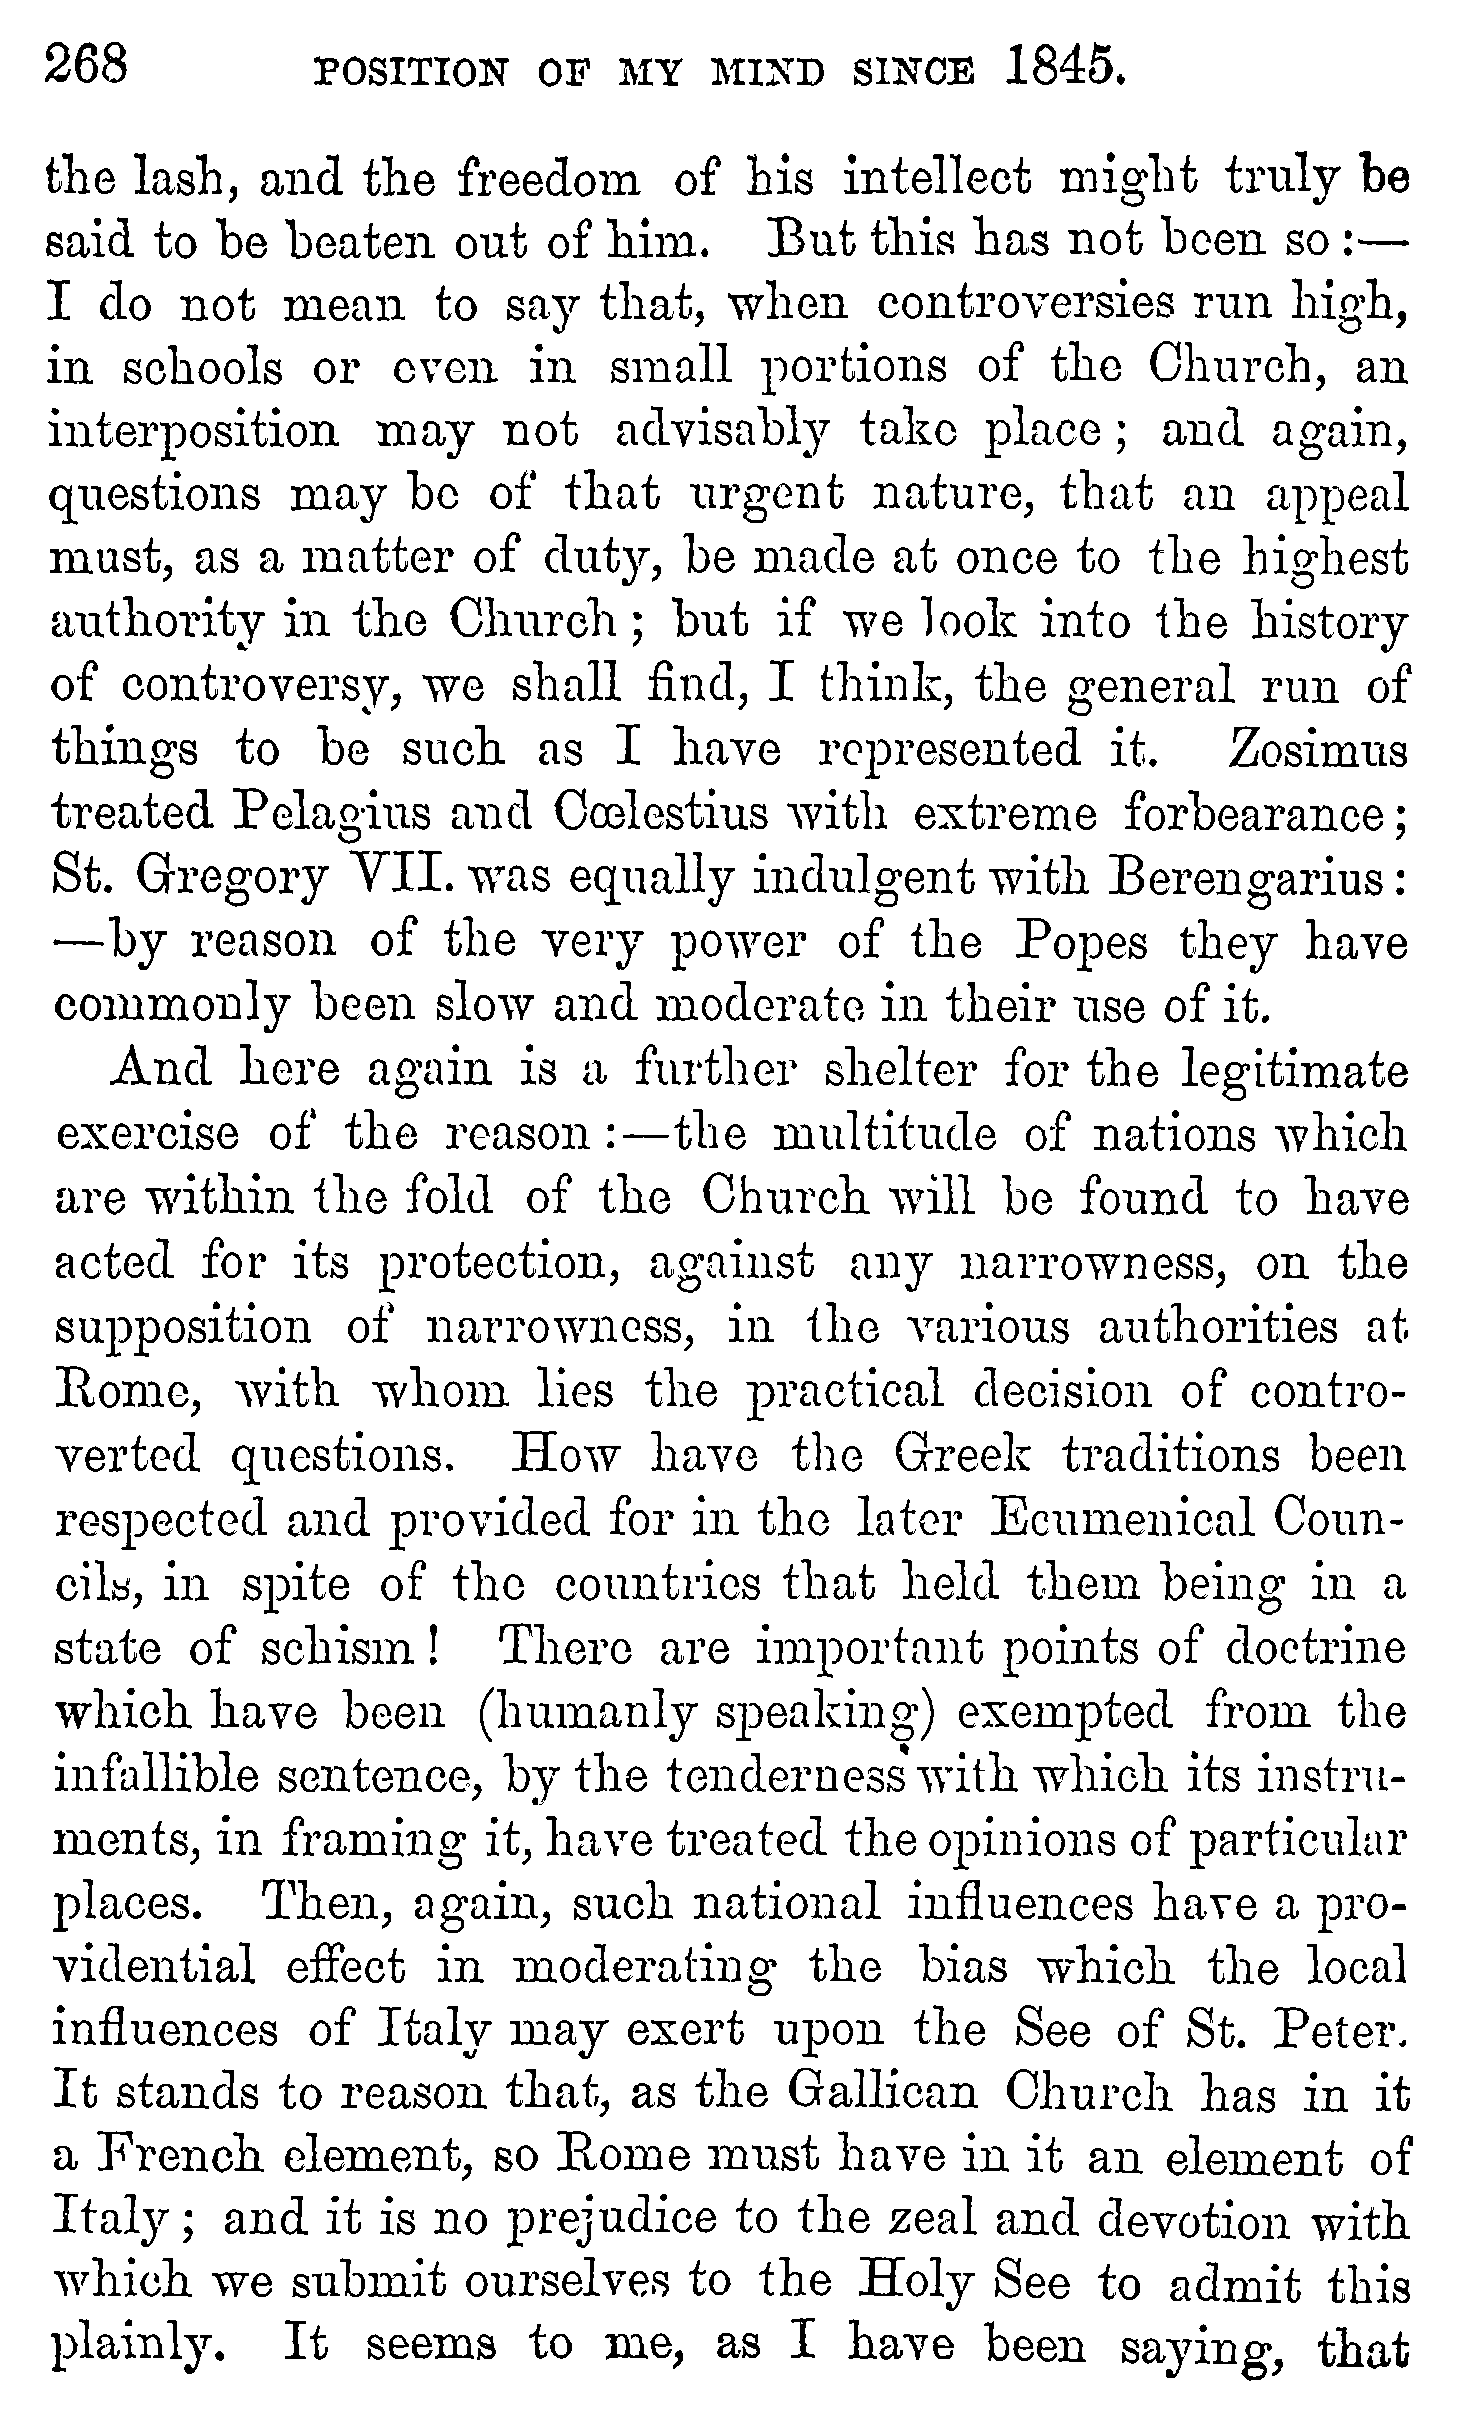 268 POSITION OF MY MIND SINCE 1845.
the lash, and the freedom of his intellect might truly be
said to be beaten out of him. But this has not been so :—
I do not mean to say that, when controversies run high,
in schools or even in small portions of the Church, an
interposition may not advisably take place ; and again,
questions may be of that urgent nature, that an appeal
must, as a matter of duty, be made at once to the highest
authority in the Church ; but if we look into the history
of controversy, we shall find, I think, the general run of
things to be such as I have represented it. Zosimus
treated Pelagius and Cœlestius with extreme forbearance ;
St. Gregory VII. was equally indulgent with Berengarius :
—by reason of the very power of the Popes they have
commonly been slow and moderate in their use of it.
And here again is a further shelter for the legitimate
exercise of the reason :—the multitude of nations which
are within the fold of the Church will be found to have
acted for its protection, against any narrowness, on the
supposition of narrowness, in the various authorities at
Rome, with whom lies the practical decision of contro-
verted questions. How have the Greek traditions been
respected and provided for in the later Ecumenical Coun-
cils, in spite of the countries that held them being in a
state of schism ! There are important points of doctrine
which have been (humanly speaking) exempted from the
infallible sentence, by the tenderness with which its instru-
ments, in framing it, have treated the opinions of particular
places. Then, again, such national influences have a pro-
vidential effect in moderating the bias which the local
influences of Italy may exert upon the See of St. Peter.
It stands to reason that, as the Gallican Church has in it
a French element, so Rome must have in it an element of
Italy ; and it is no prejudice to the zeal and devotion with
which we submit ourselves to the Holy See to admit this
plainly. It seems to me, as I have been saying, that